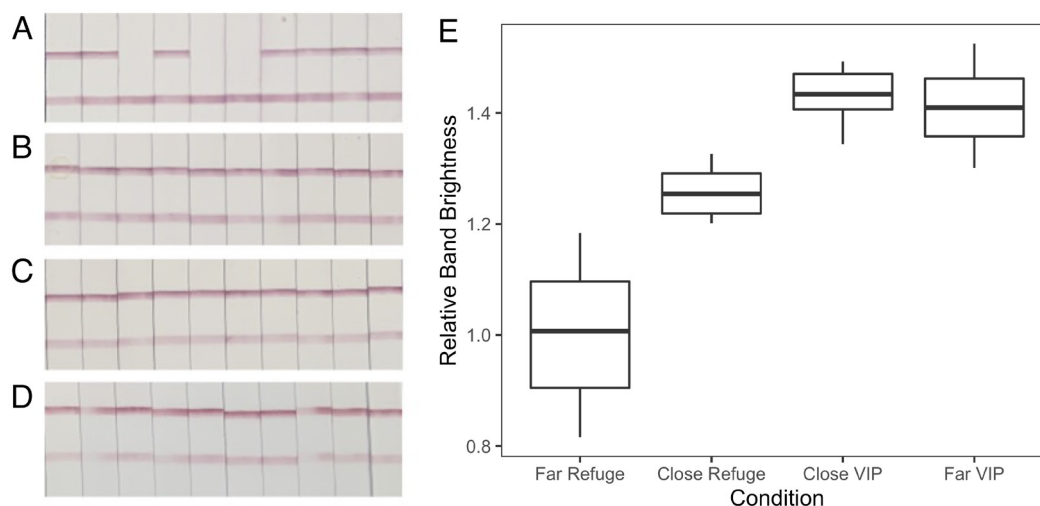 A
B
C
D
E
Relative Band Brightness
1.4
1.2
1.0
0.8
Far Refuge Close Refuge Close VIP Far VIP
Condition